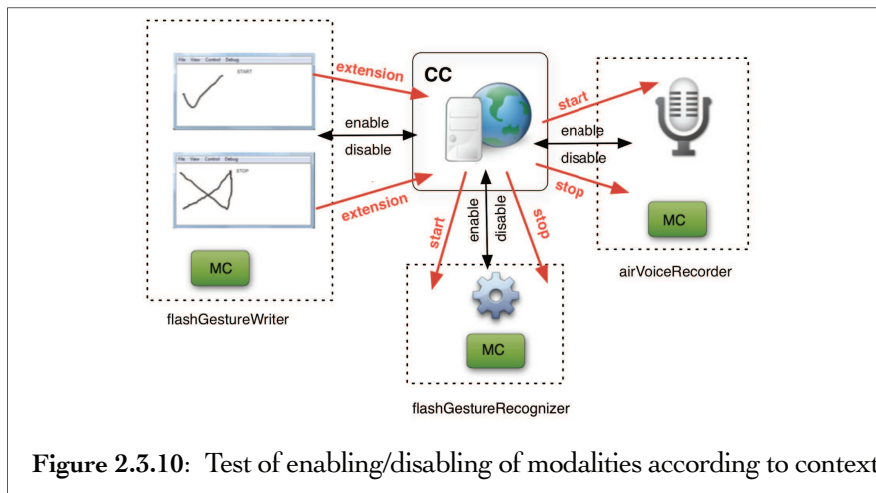 File View Control Debug
START
extension
CC
enable
disable
File View Control Debug
STOP
extension
MC
flashGestureWriter
start
enable
disable
stop
start
enable
disable
stop
MC
airVoiceRecorder
MC
flashGestureRecognizer
Figure 2.3.10: Test of enabling/disabling of modalities according to context